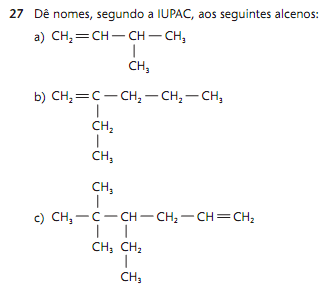 27 Dê nomes, segundo a IUPAC, aos seguintes alcenos:
a) CH₂=CH—CH—CH₃
|
CH₃
b) CH₂=C—CH₂—CH₂—CH₃
|
CH₂
|
CH₃
CH₃
|
c) CH₃—C—CH—CH₂—CH=CH₂
| |
CH₃ CH₂
|
CH₃